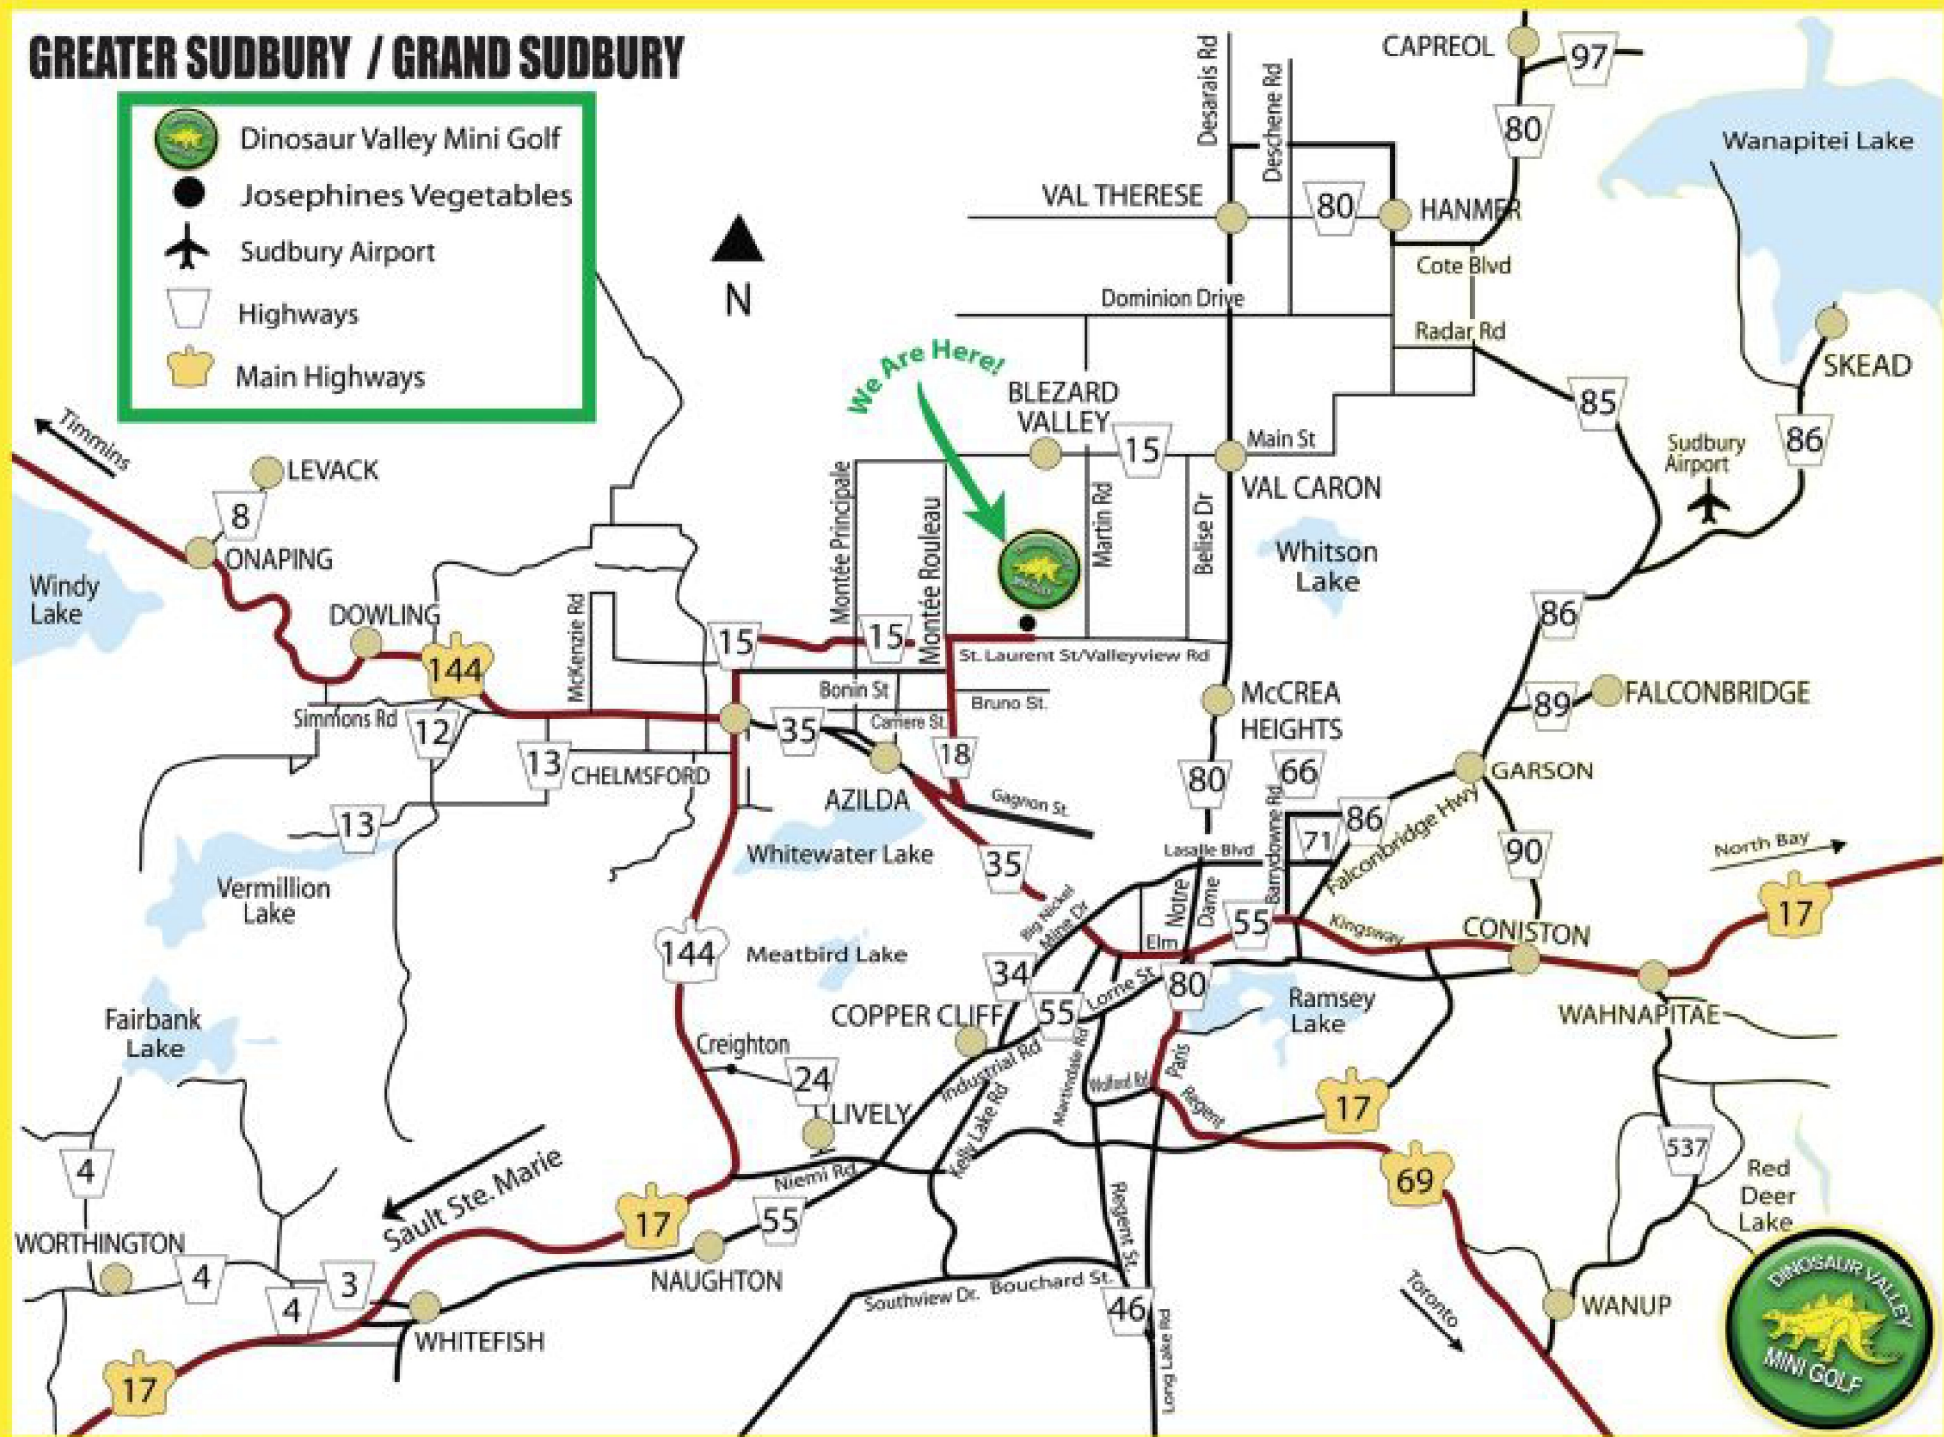 GREATER SUDBURY / GRAND SUDBURY
Dinosaur Valley Mini Golf
Josephines Vegetables
Sudbury Airport
Highways
Main Highways
N
CAPREOL
97
80
Wanapitei Lake
Desarais Rd
Deschene Rd
VAL THERESE
80
HANMER
Cote Blvd
Dominion Drive
Radar Rd
SKEAD
We Are Here!
BLEZARD
VALLEY
15
Main St
VAL CARON
85
86
Sudbury
Airport
Timmins
LEVACK
8
ONAPING
Windy
Lake
DOWLING
144
Simmons Rd
12
McKenzie Rd
13
CHELMSFORD
13
Vermillion
Lake
15
15
Montée Principale
Montée Rouleau
Martin Rd
Belise Dr
Whitson
Lake
St. Laurent St/Valleyview Rd
Bonin St
Bruno St.
Camere St.
35
18
AZILDA
Gagnon St.
Whitewater Lake
35
McCREA
HEIGHTS
86
89
FALCONBRIDGE
80
66
GARSON
Barrydowne Rd
71
86
Falconbridge Hwy
90
North Bay
17
Lasalle Blvd
Notre
Dame
55
Kingsway
CONISTON
Big Nickel
Mine Dr
Elm
34
55
Lorne St
80
Ramsey
Lake
WAHNAPITAE
144
Meatbird Lake
COPPER CLIFF
Fairbank
Lake
Creighton
24
LIVELY
Industrial Rd
Kelly Lake Rd
Martindale Rd
Walford Rd
Paris
Regent
17
69
537
Red
Deer
Lake
4
Sault Ste. Marie
Niemi Rd
55
17
WORTHINGTON
4
3
4
NAUGHTON
WHITEFISH
17
Southview Dr.
Bouchard St.
Regent St.
46
Long Lake Rd
Toronto
WANUP
DINOSAUR VALLEY
MINI GOLF